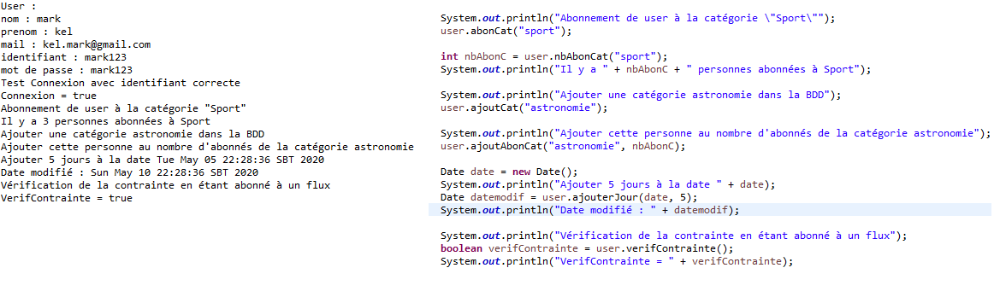 User :
nom : mark
prenom : kel
mail : kel.mark@gmail.com
identifiant : mark123
mot de passe : mark123
Test Connexion avec identifiant correcte
Connexion = true
Abonnement de user à la catégorie "Sport"
Il y a 3 personnes abonnées à Sport
Ajouter une catégorie astronomie dans la BDD
Ajouter cette personne au nombre d'abonnés de la catégorie astronomie
Ajouter 5 jours à la date Tue May 05 22:28:36 SBT 2020
Date modifié : Sun May 10 22:28:36 SBT 2020
Vérification de la contrainte en étant abonné à un flux
VerifContrainte = true
System.out.println("Abonnement de user à la catégorie \"Sport\"");
user.abonCat("sport");
int nbAbonC = user.nbAbonCat("sport");
System.out.println("Il y a " + nbAbonC + " personnes abonnées à Sport");
System.out.println("Ajouter une catégorie astronomie dans la BDD");
user.ajoutCat("astronomie");
System.out.println("Ajouter cette personne au nombre d'abonnés de la catégorie astronomie");
user.ajoutAbonCat("astronomie", nbAbonC);
Date date = new Date();
System.out.println("Ajouter 5 jours à la date " + date);
Date datemodif = user.ajouterJour(date, 5);
System.out.println("Date modifié : " + datemodif);
System.out.println("Vérification de la contrainte en étant abonné à un flux");
boolean verifContrainte = user.verifContrainte();
System.out.println("VerifContrainte = " + verifContrainte);